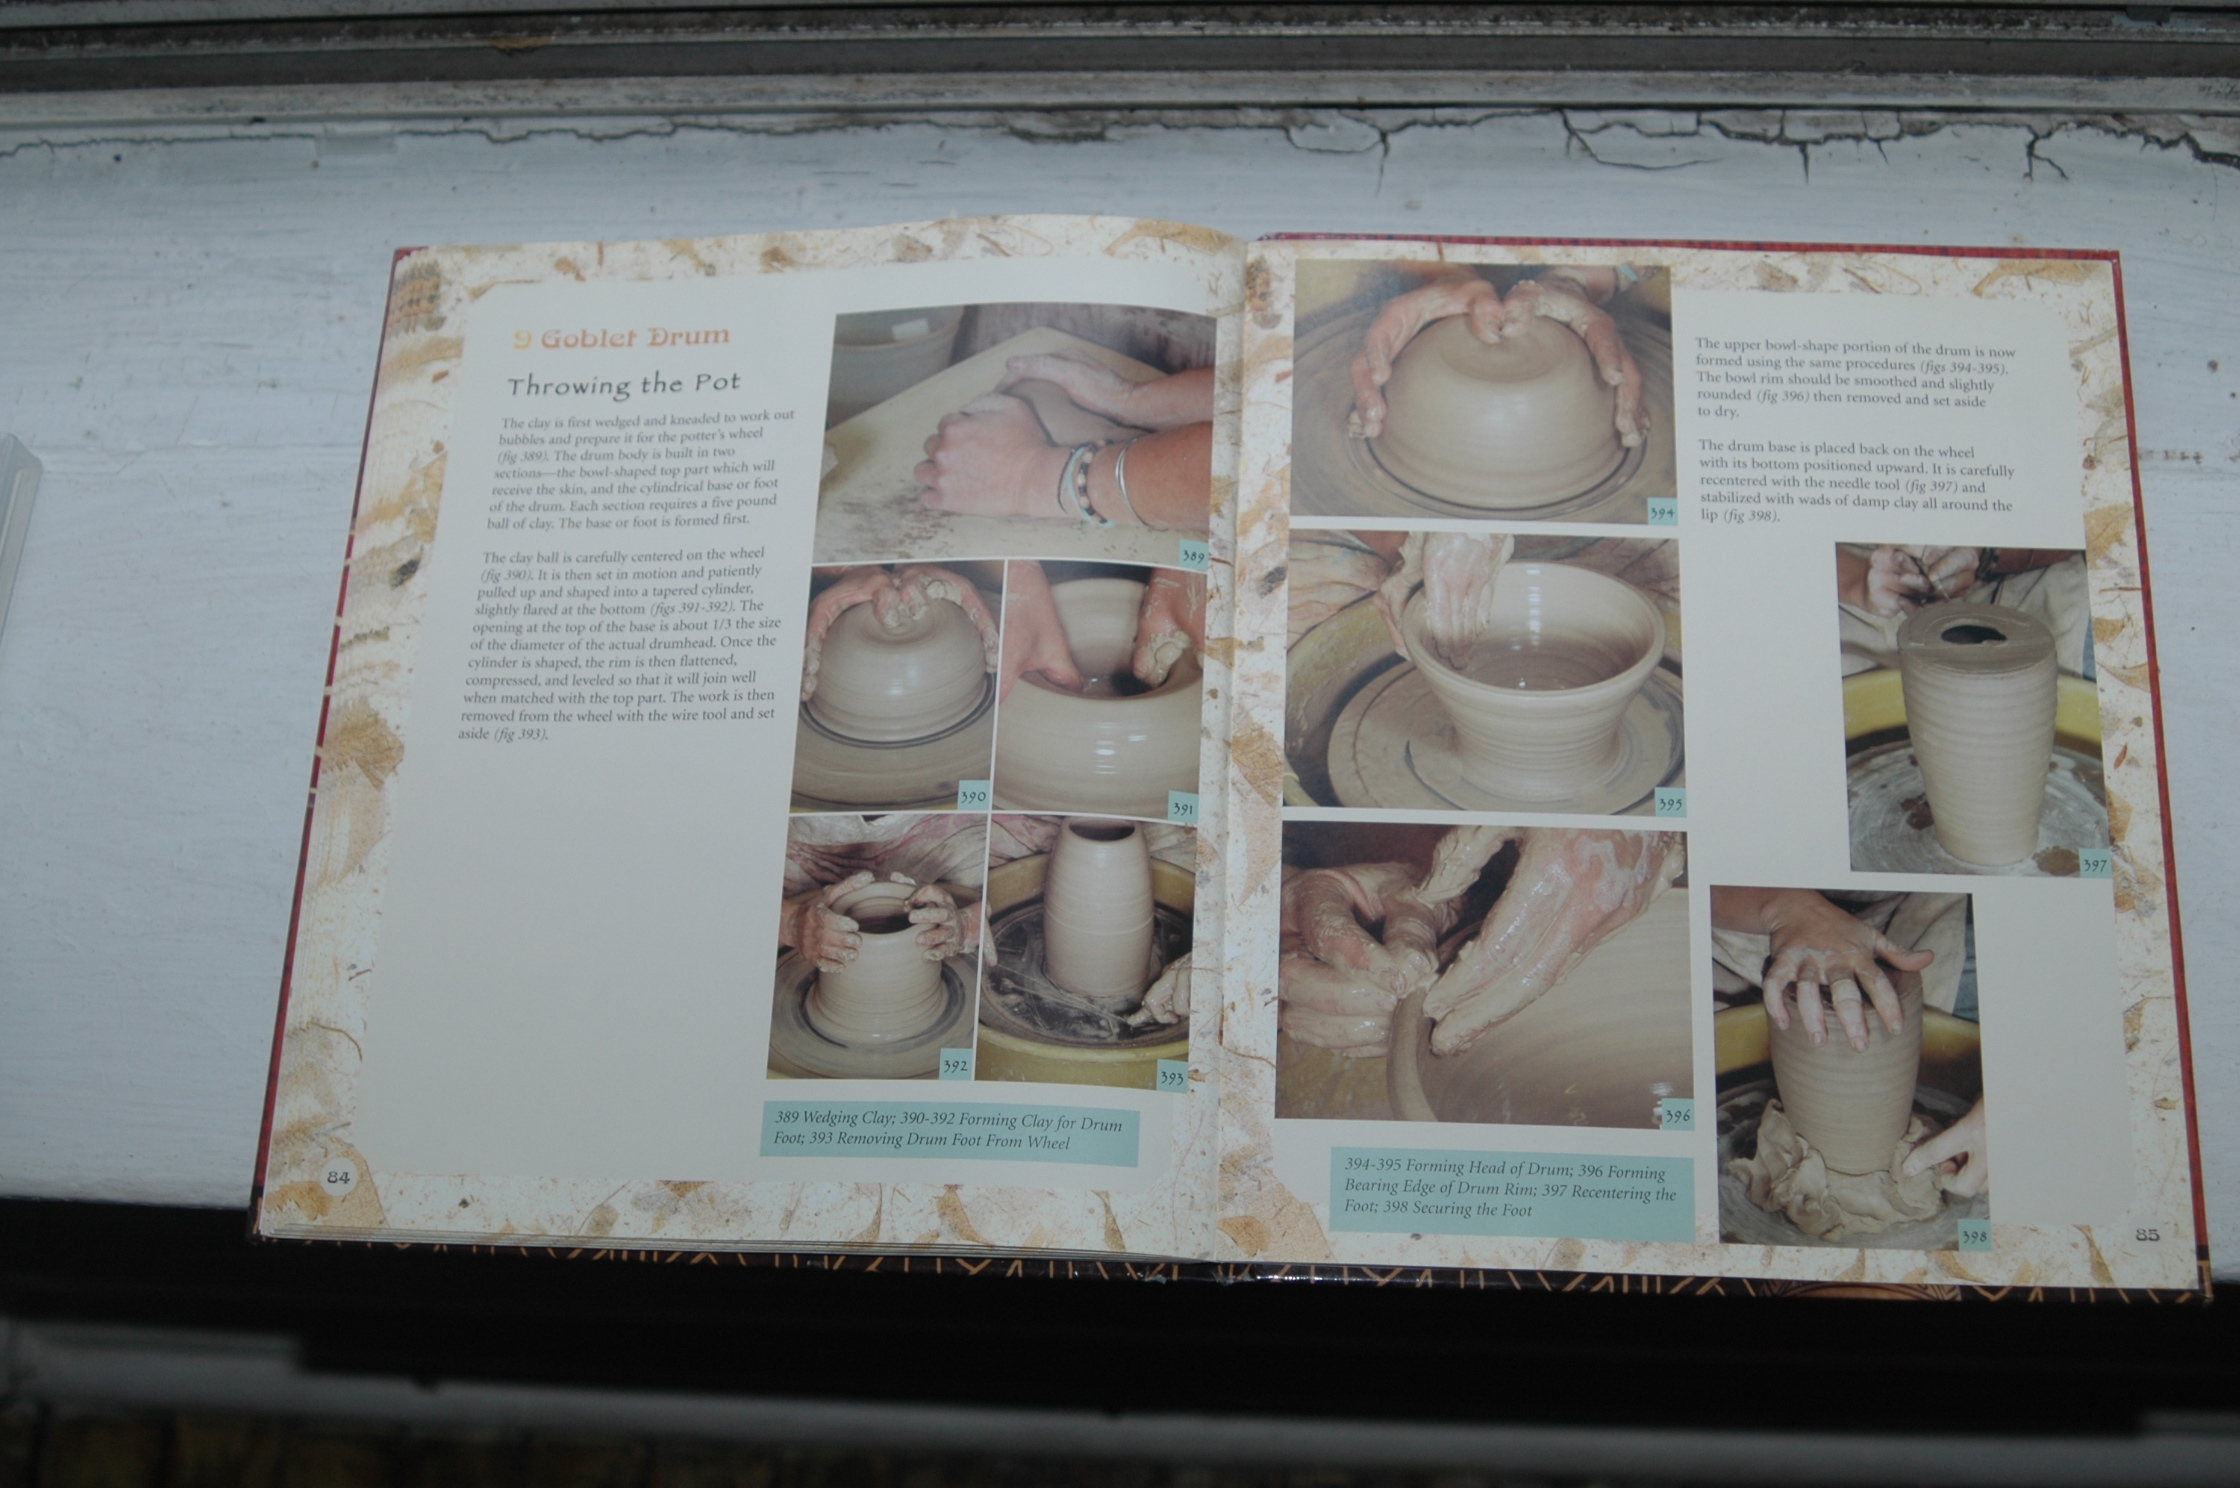 9 Goblet Drum
Throwing the Pot
The clay is first wedged and kneaded to work out
bubbles and prepare it for the potter's wheel
(fig 389). The drum body is built in two
sections—the bowl-shaped top part which will
receive the skin, and the cylindrical base or foot
of the drum. Each section requires a five pound
ball of clay. The base or foot is formed first.
The clay ball is carefully centered on the wheel
(fig 390). It is then set in motion and patiently
pulled up and shaped into a tapered cylinder,
slightly flared at the bottom (figs 391-392). The
opening at the top of the base is about 1/3 the size
of the diameter of the actual drumhead. Once the
cylinder is shaped, the rim is then flattened,
compressed, and leveled so that it will join well
when matched with the top part. The work is then
removed from the wheel with the wire tool and set
aside (fig 393).
389
390
391
392
393
389 Wedging Clay; 390-392 Forming Clay for Drum
Foot; 393 Removing Drum Foot From Wheel
84
394
395
396
394-395 Forming Head of Drum; 396 Forming
Bearing Edge of Drum Rim; 397 Recentering the
Foot; 398 Securing the Foot
The upper bowl-shape portion of the drum is now
formed using the same procedures (figs 394-395).
The bowl rim should be smoothed and slightly
rounded (fig 396) then removed and set aside
to dry.
The drum base is placed back on the wheel
with its bottom positioned upward. It is carefully
recentered with the needle tool (fig 397) and
stabilized with wads of damp clay all around the
lip (fig 398).
397
398
85